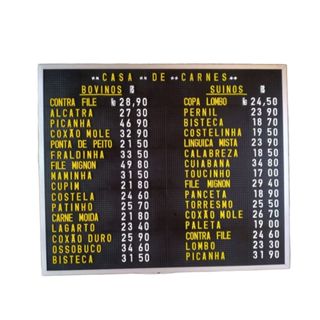 **CASA**DE**CARNES**
BOVINOS
CONTRA FILE 28,90
ALCATRA 27 30
PICANHA 46 90
COXÃO MOLE 32 90
PONTA DE PEITO 21 50
FRALDINHA 33 50
FILE MIGNON 49 80
MAMINHA 31 50
CUPIM 21 80
COSTELA 24 60
PATINHO 25 70
CARNE MOIDA 21 80
LAGARTO 23 40
COXÃO DURO 25 90
OSSOBUCO 34 60
BISTECA 31 50
SUINOS
COPA LOMBO 24,50
PERNIL 23 90
BISTECA 18 70
COSTELINHA 19 50
LINGUICA MISTA 23 90
CALABREZA 18 50
CUIABANA 34 80
TOUCINHO 17 00
FILE MIGNON 29 40
PANCETA 18 90
TORRESMO 25 50
COXÃO MOLE 26 70
PALETA 19 00
CONTRA FILE 24 60
LOMBO 23 30
PICANHA 31 90